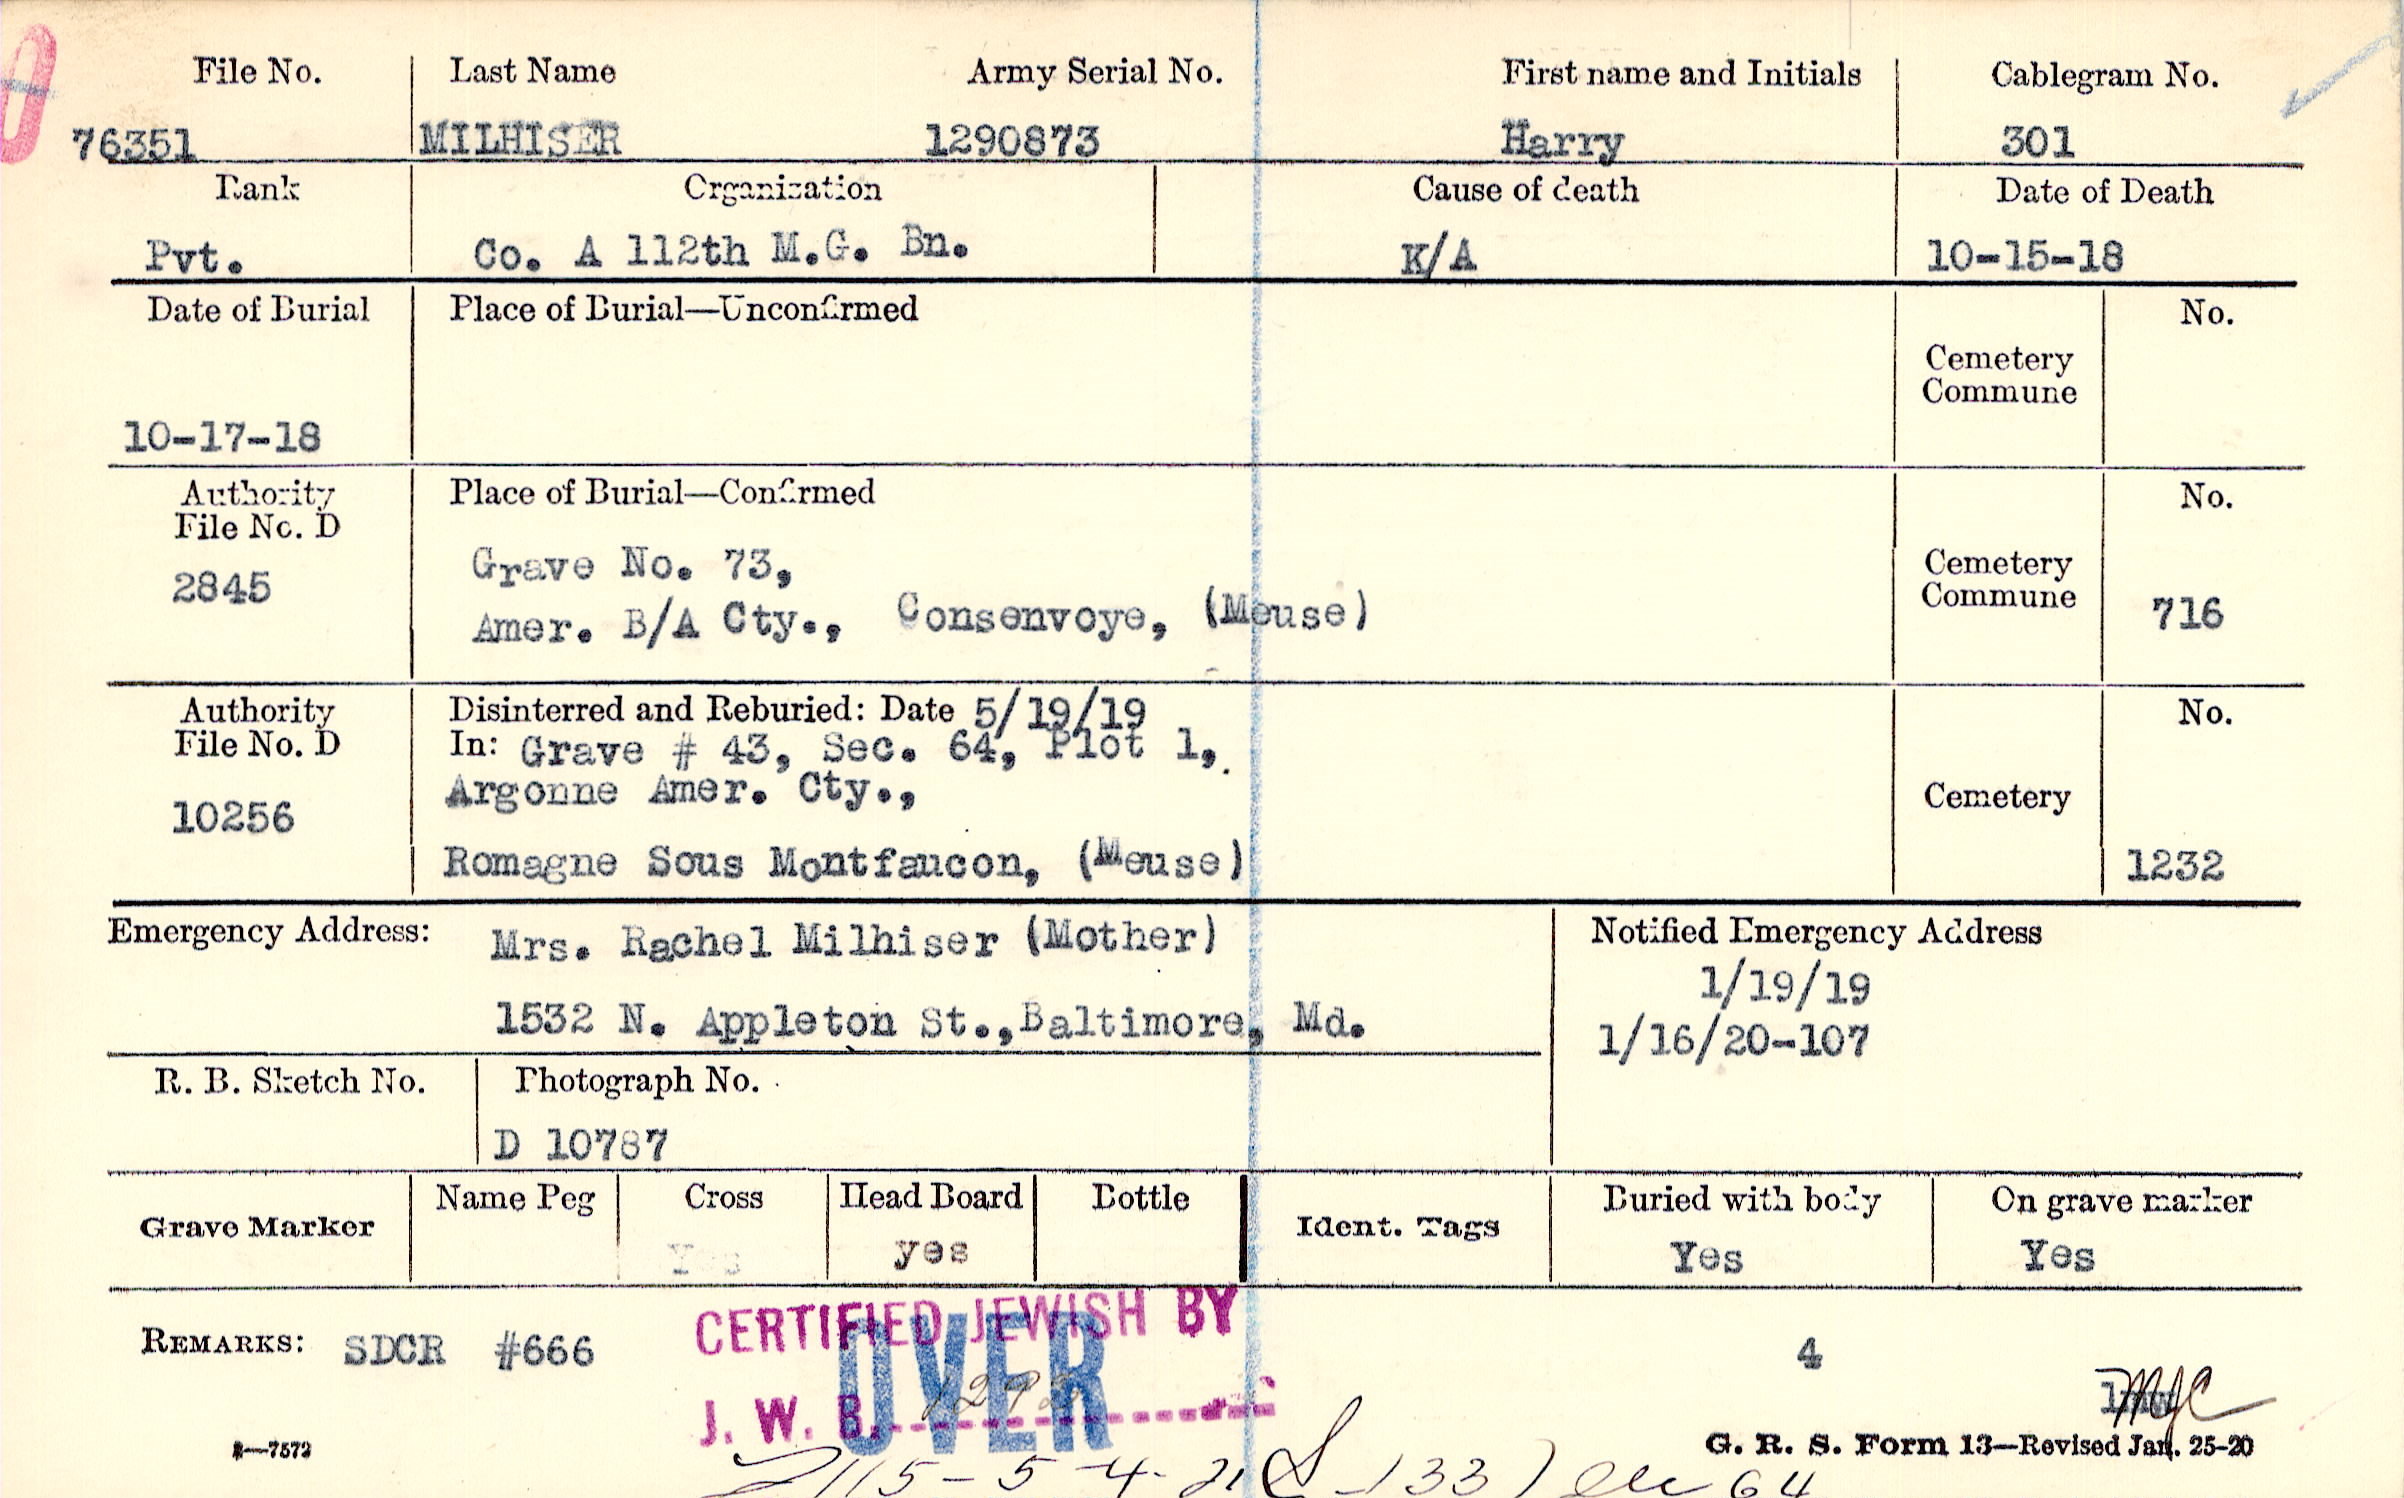 File No. Last Name Army Serial No. First name and Initials Cablegram No.
76351 MILHISER 1290873 Harry 301
Rank Organization Cause of death Date of Death
Pvt. Co. A 112th M.G. Bn. K/A 10-15-18
Date of Burial Place of Burial—Unconfirmed No.
Cemetery
Commune
10-17-18
Authority Place of Burial—Confirmed No.
File No. D
Grave No. 73, Cemetery
2845 Commune
Amer. B/A Cty., Consenvoye, (Meuse) 716
Authority Disinterred and Reburied: Date 5/19/19 No.
File No. D In: Grave # 43, Sec. 64, Plot 1,
Argonne Amer. Cty., Cemetery
10256
Romagne Sous Montfaucon, (Meuse) 1232
Emergency Address: Mrs. Rachel Milhiser (Mother) Notified Emergency Address
1/19/19
1532 N. Appleton St., Baltimore, Md. 1/16/20-107
R. B. Sketch No. Photograph No.
D 10787
Grave Marker Name Peg Cross Head Board Bottle Ident. Tags Buried with body On grave marker
Yes yes Yes Yes
CERTIFIED JEWISH BY
OVER
REMARKS: SDCR #666 4
J. W. B.
G. R. S. Form 13—Revised Jan. 25-20
—7572